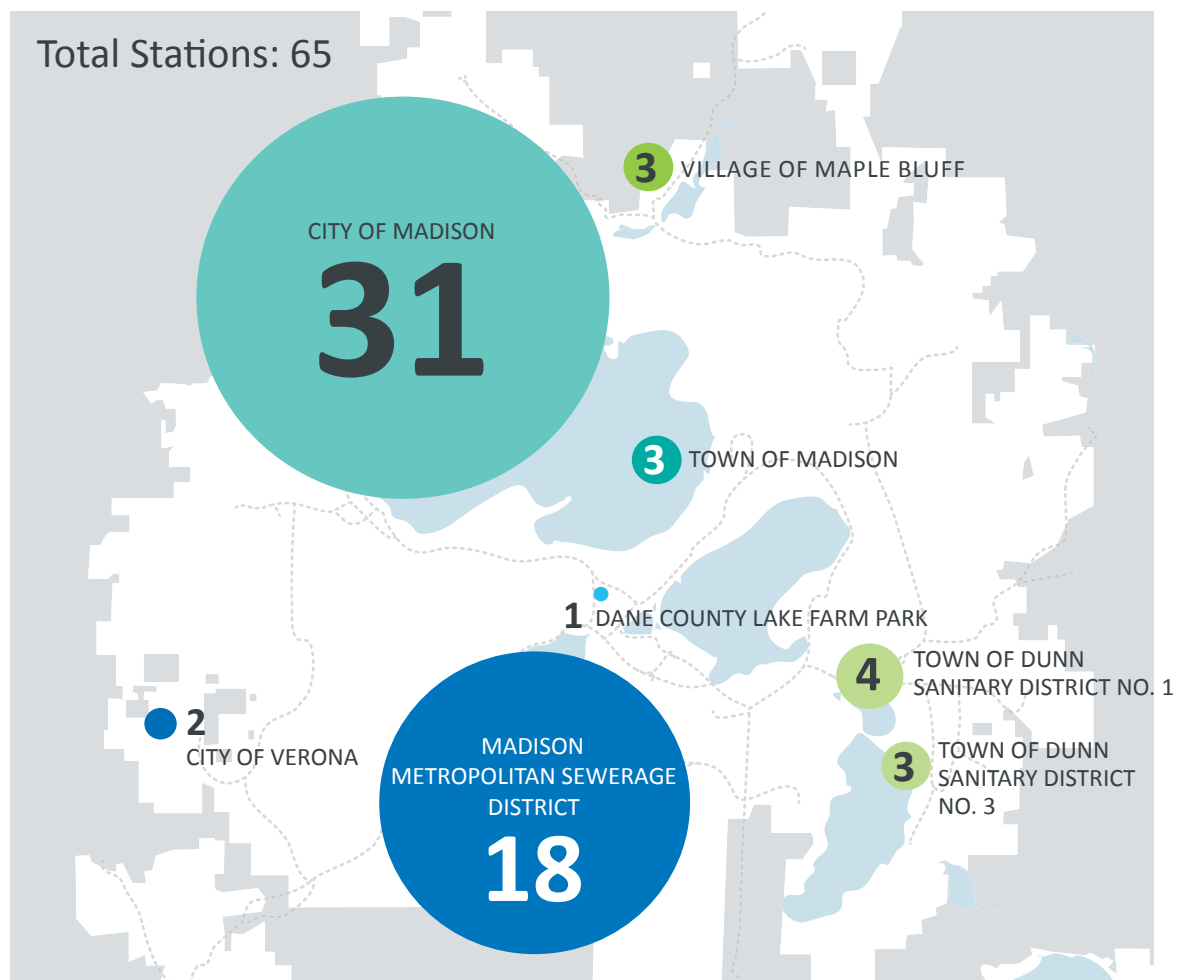 Total Stations: 65
3
VILLAGE OF MAPLE BLUFF
CITY OF MADISON
31
3
TOWN OF MADISON
1
DANE COUNTY LAKE FARM PARK
4
TOWN OF DUNN
SANITARY DISTRICT NO. 1
2
CITY OF VERONA
MADISON
METROPOLITAN SEWERAGE
DISTRICT
18
3
TOWN OF DUNN
SANITARY DISTRICT
NO. 3